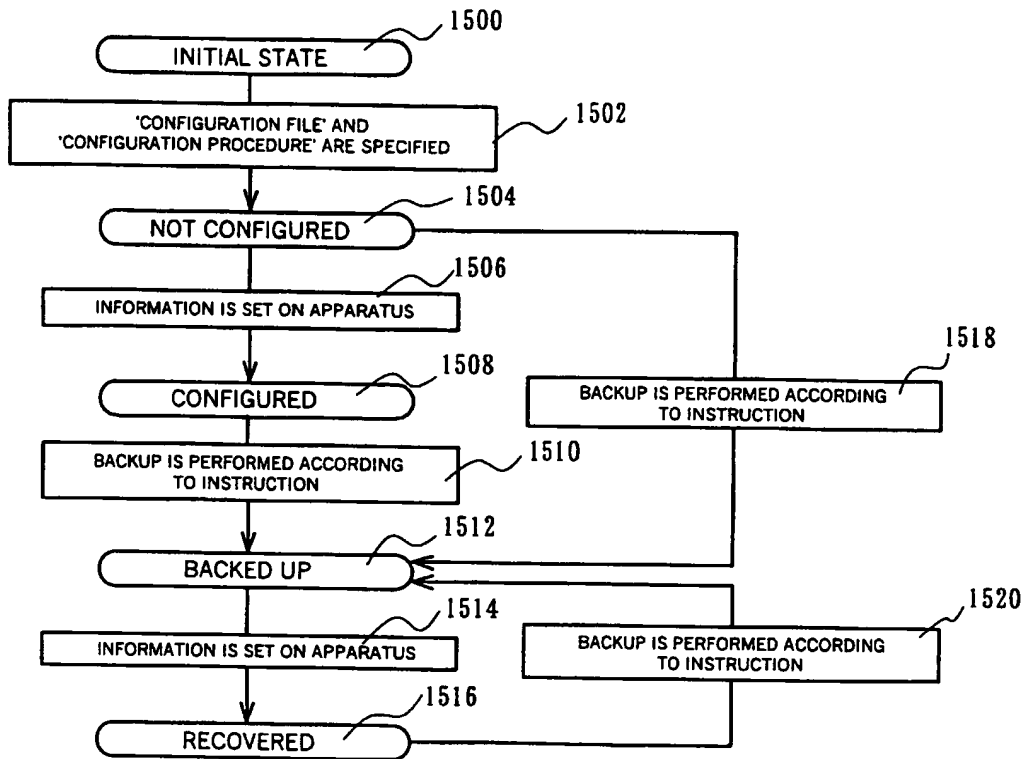 1500
INITIAL STATE
1502
'CONFIGURATION FILE' AND
'CONFIGURATION PROCEDURE' ARE SPECIFIED
1504
NOT CONFIGURED
1506
INFORMATION IS SET ON APPARATUS
1518
BACKUP IS PERFORMED ACCORDING
TO INSTRUCTION
1508
CONFIGURED
1510
BACKUP IS PERFORMED ACCORDING
TO INSTRUCTION
1512
BACKED UP
1514
INFORMATION IS SET ON APPARATUS
1520
BACKUP IS PERFORMED ACCORDING
TO INSTRUCTION
1516
RECOVERED